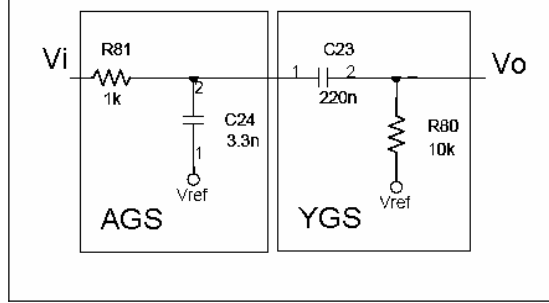 Vi
R81
1k
2
C24
3.3n
1
Vref
AGS
C23
1
2
220n
Vo
R80
10k
Vref
YGS